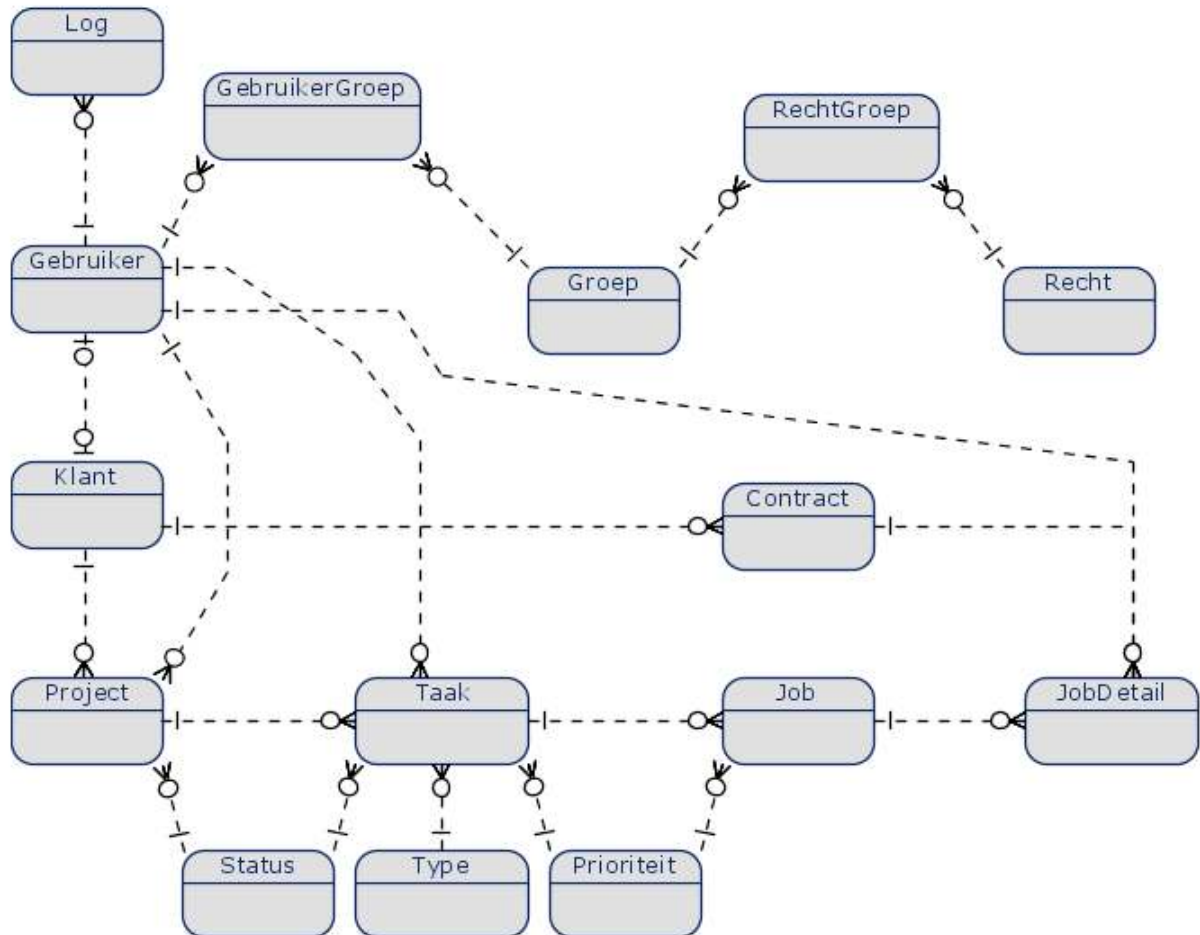 Log
GebruikerGroep
RechtGroep
Gebruiker
Groep
Recht
Klant
Contract
Project
Taak
Job
JobDetail
Status
Type
Prioriteit